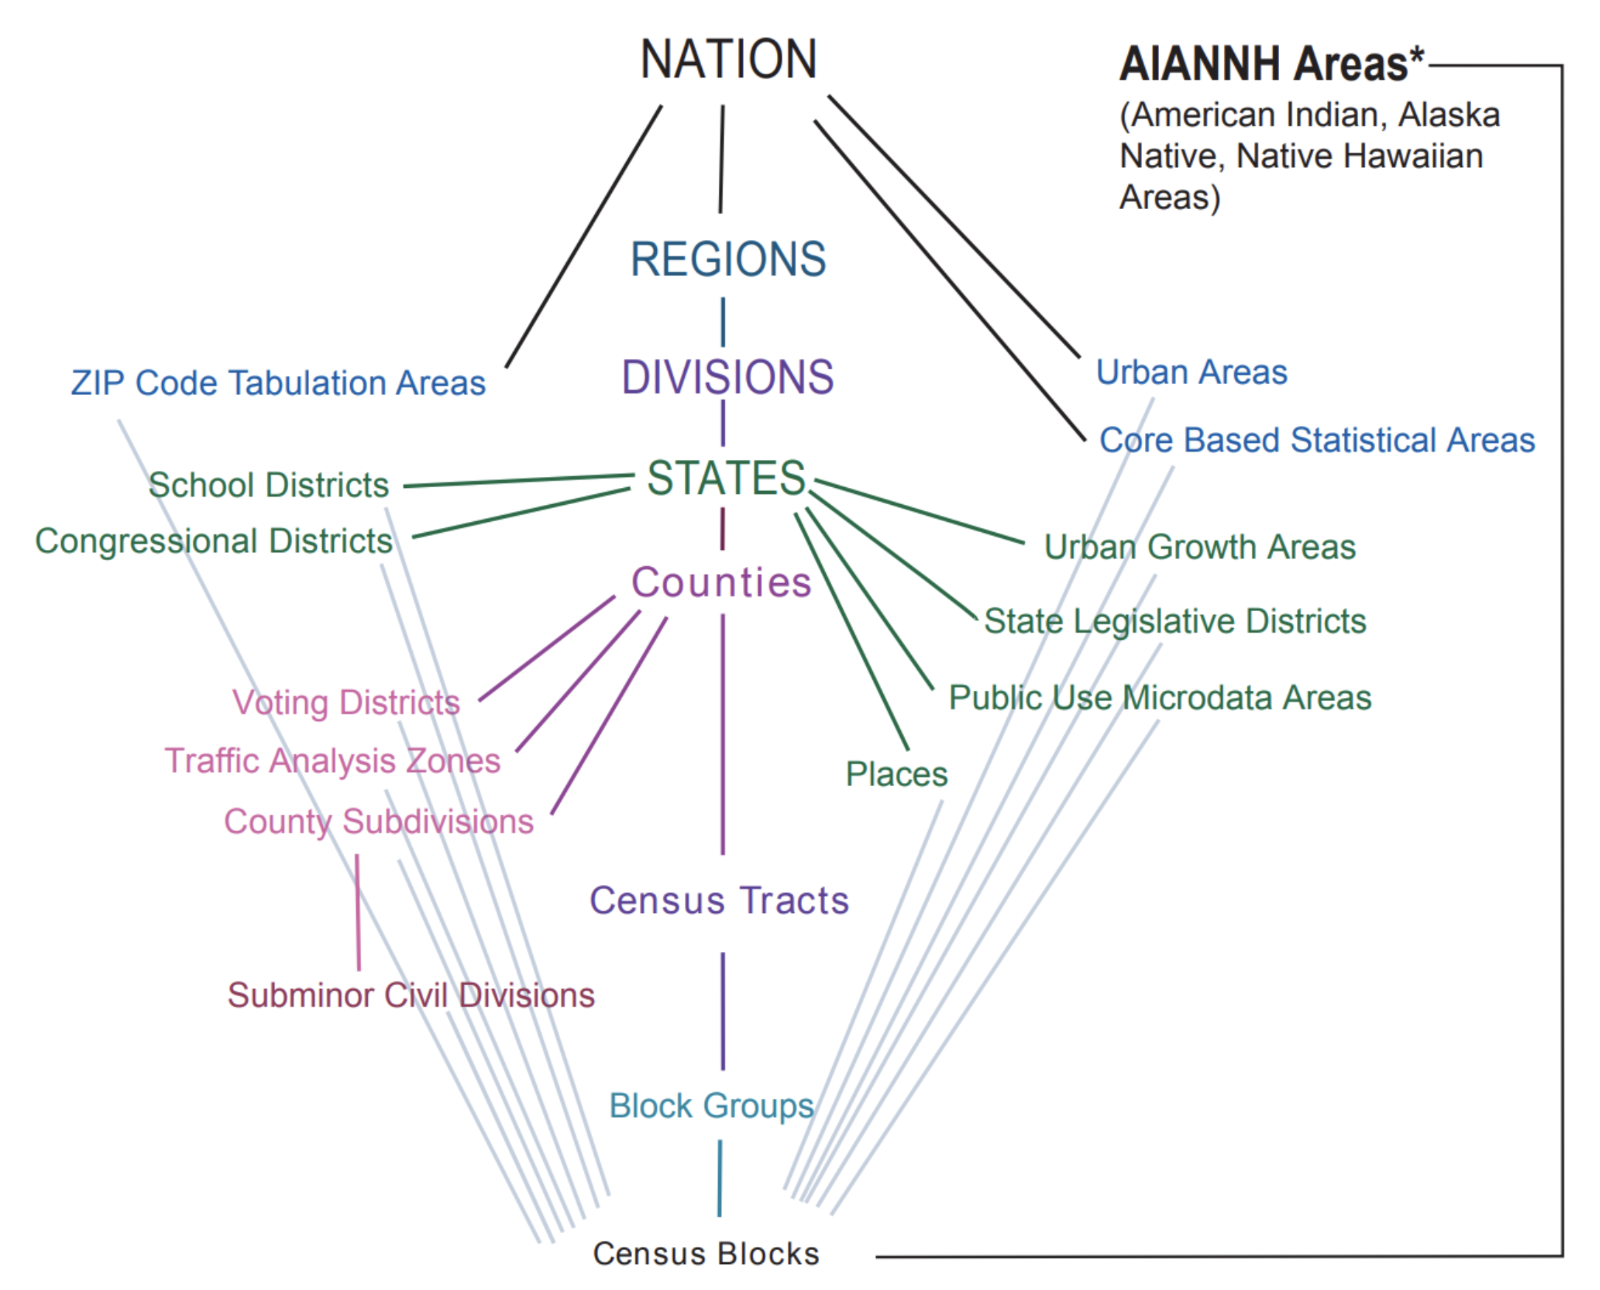 NATION
AIANNH Areas*
(American Indian, Alaska
Native, Native Hawaiian
Areas)
REGIONS
DIVISIONS
ZIP Code Tabulation Areas
Urban Areas
Core Based Statistical Areas
STATES
School Districts
Congressional Districts
Urban Growth Areas
Counties
State Legislative Districts
Voting Districts
Public Use Microdata Areas
Traffic Analysis Zones
Places
County Subdivisions
Census Tracts
Subminor Civil Divisions
Block Groups
Census Blocks